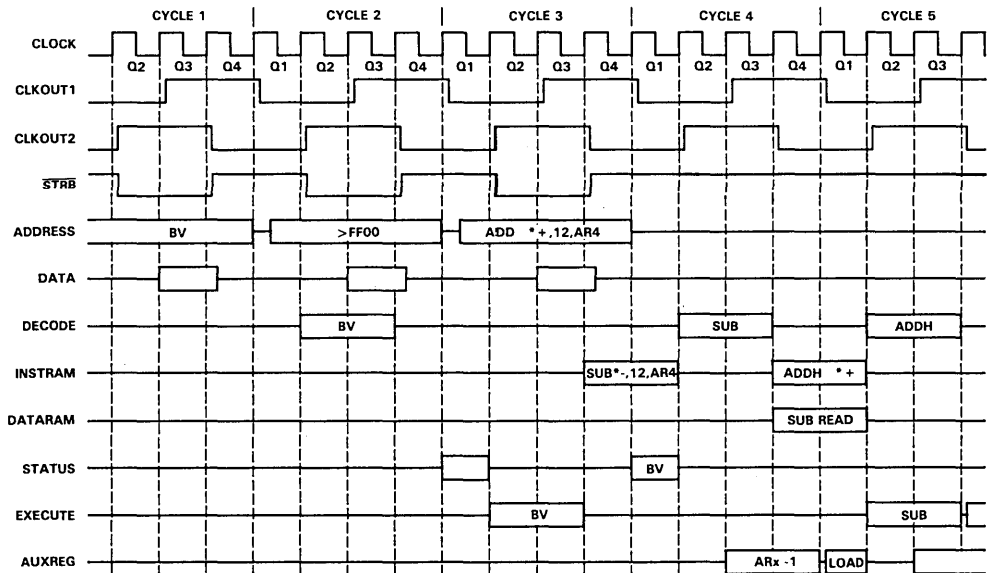 CYCLE 1 CYCLE 2 CYCLE 3 CYCLE 4 CYCLE 5
CLOCK
Q2 Q3 Q4 Q1 Q2 Q3 Q4 Q1 Q2 Q3 Q4 Q1 Q2 Q3 Q4 Q1 Q2 Q3
CLKOUT1
CLKOUT2
STRB
ADDRESS BV >FF00 ADD *+,12,AR4
DATA
DECODE BV SUB ADDH
INSTRAM SUB*-,12,AR4 ADDH *+
DATARAM SUB READ
STATUS BV
EXECUTE BV SUB
AUXREG ARx -1 LOAD